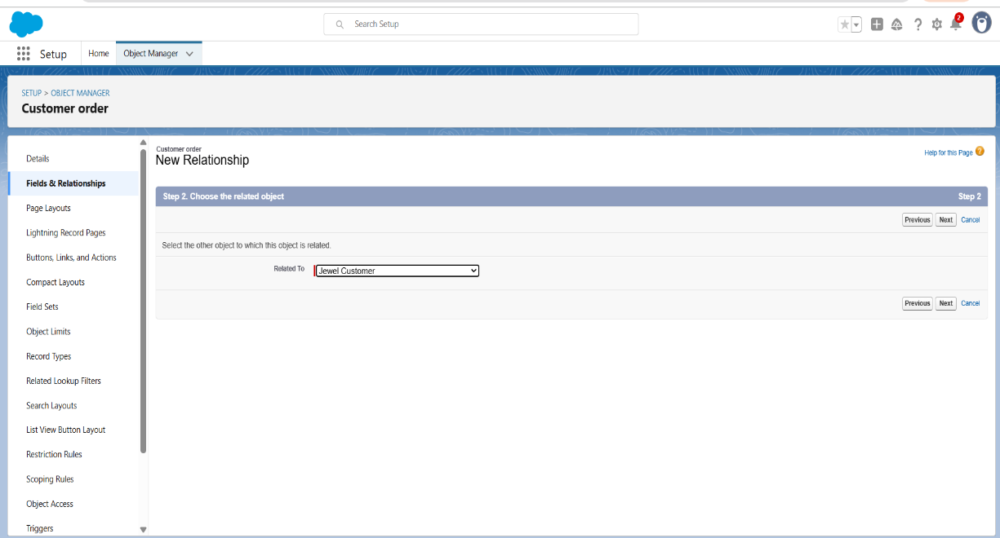 Search Setup
2
Setup
Home
Object Manager
SETUP > OBJECT MANAGER
Customer order
Details
Fields & Relationships
Page Layouts
Lightning Record Pages
Buttons, Links, and Actions
Compact Layouts
Field Sets
Object Limits
Record Types
Related Lookup Filters
Search Layouts
List View Button Layout
Restriction Rules
Scoping Rules
Object Access
Triggers
Customer order
New Relationship
Help for this Page ?
Step 2. Choose the related object
Step 2
Previous Next Cancel
Select the other object to which this object is related.
Related To Jewel Customer
Previous Next Cancel